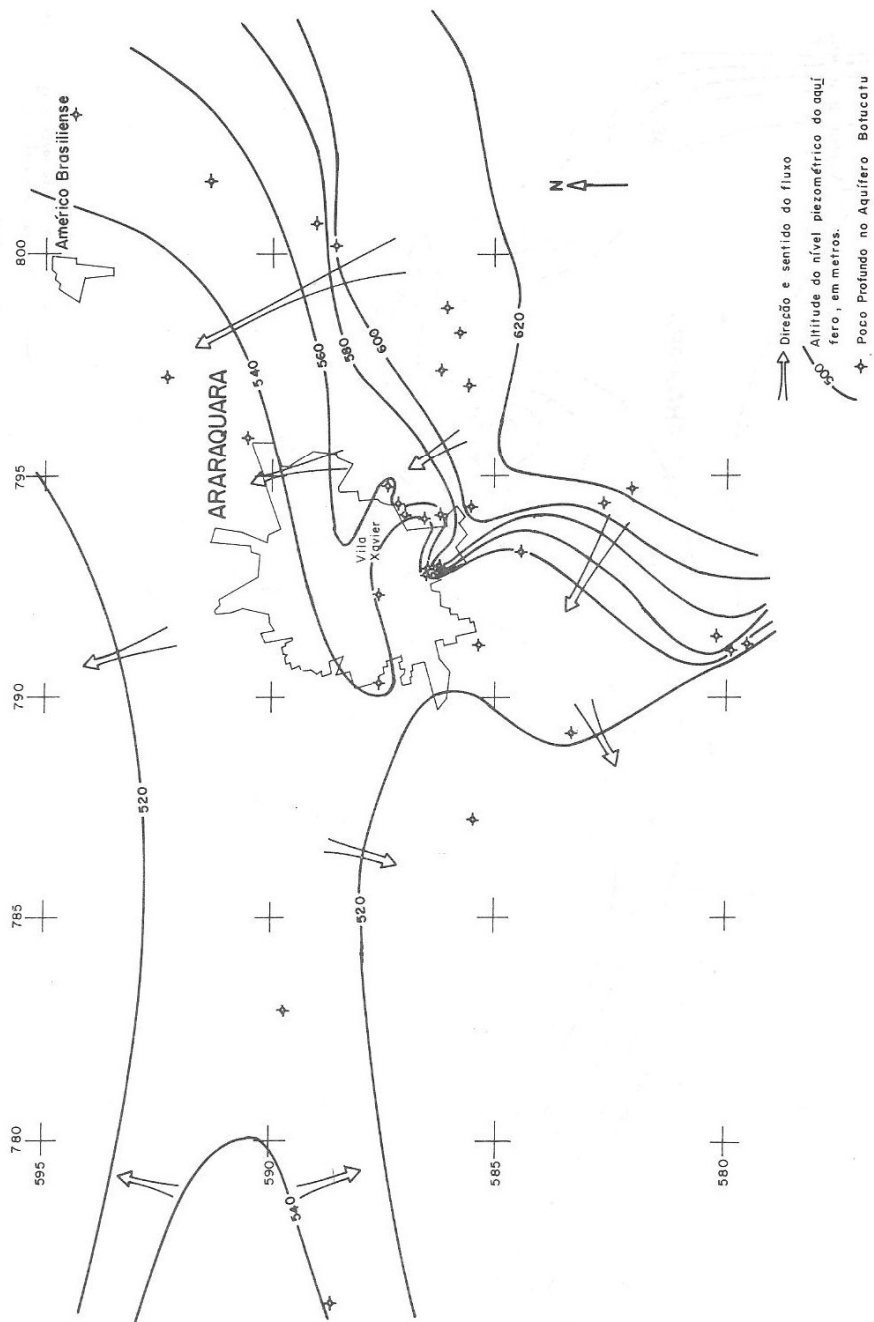 780
785
790
795
800
595
Américo Brasiliense
520
ARARAQUARA
540
590
560
540
580
Vila
Xavier
520
600
585
620
N
580
Direção e sentido do fluxo
500
Altitude do nível piezométrico do aquí
fero, em metros.
Poco Profundo no Aquífero Botucatu